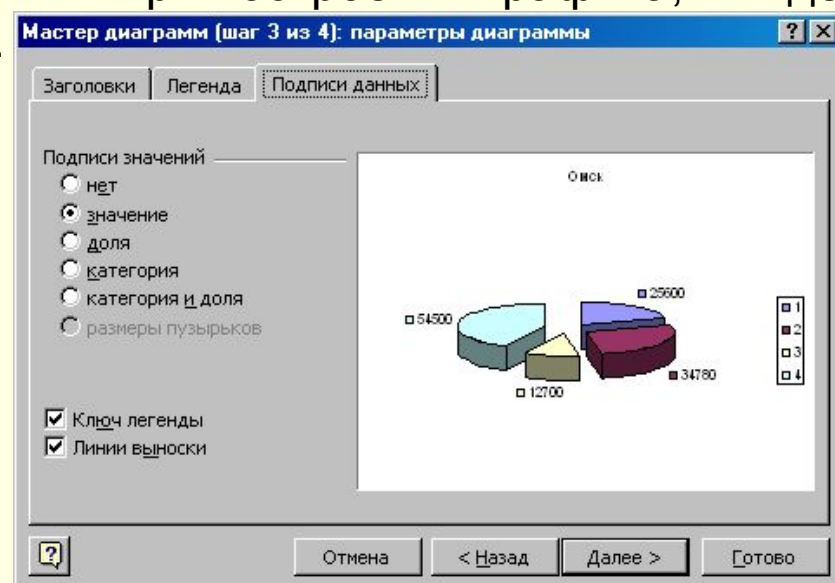 Мастер диаграмм (шаг 3 из 4): параметры диаграммы
Заголовки Легенда Подписи данных
Подписи значений
нет
значение
доля
категория
категория и доля
размеры пузырьков
Ключ легенды
Линии выноски
Омск
25600
54500
34780
12700
1
2
3
4
Отмена < Назад Далее > Готово